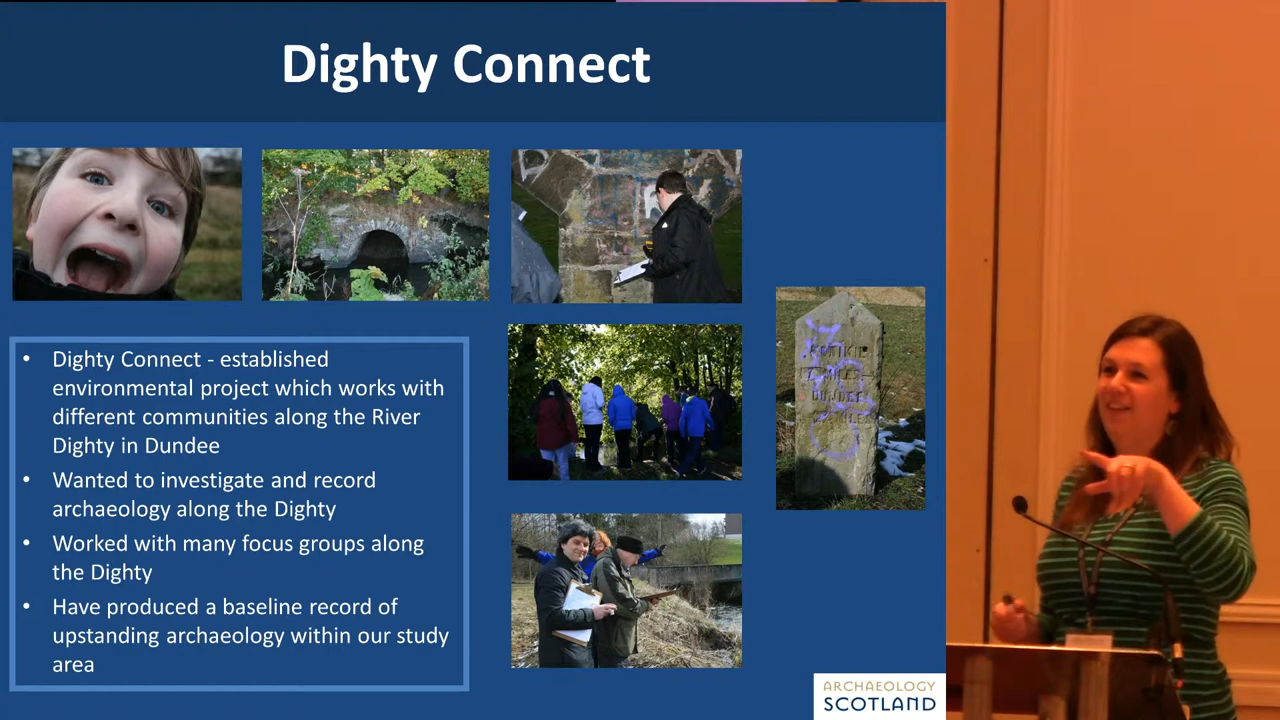 Dighty Connect
• Dighty Connect - established
environmental project which works with
different communities along the River
Dighty in Dundee
• Wanted to investigate and record
archaeology along the Dighty
• Worked with many focus groups along
the Dighty
• Have produced a baseline record of
upstanding archaeology within our study
area
DUNDEE
ARCHAEOLOGY
SCOTLAND